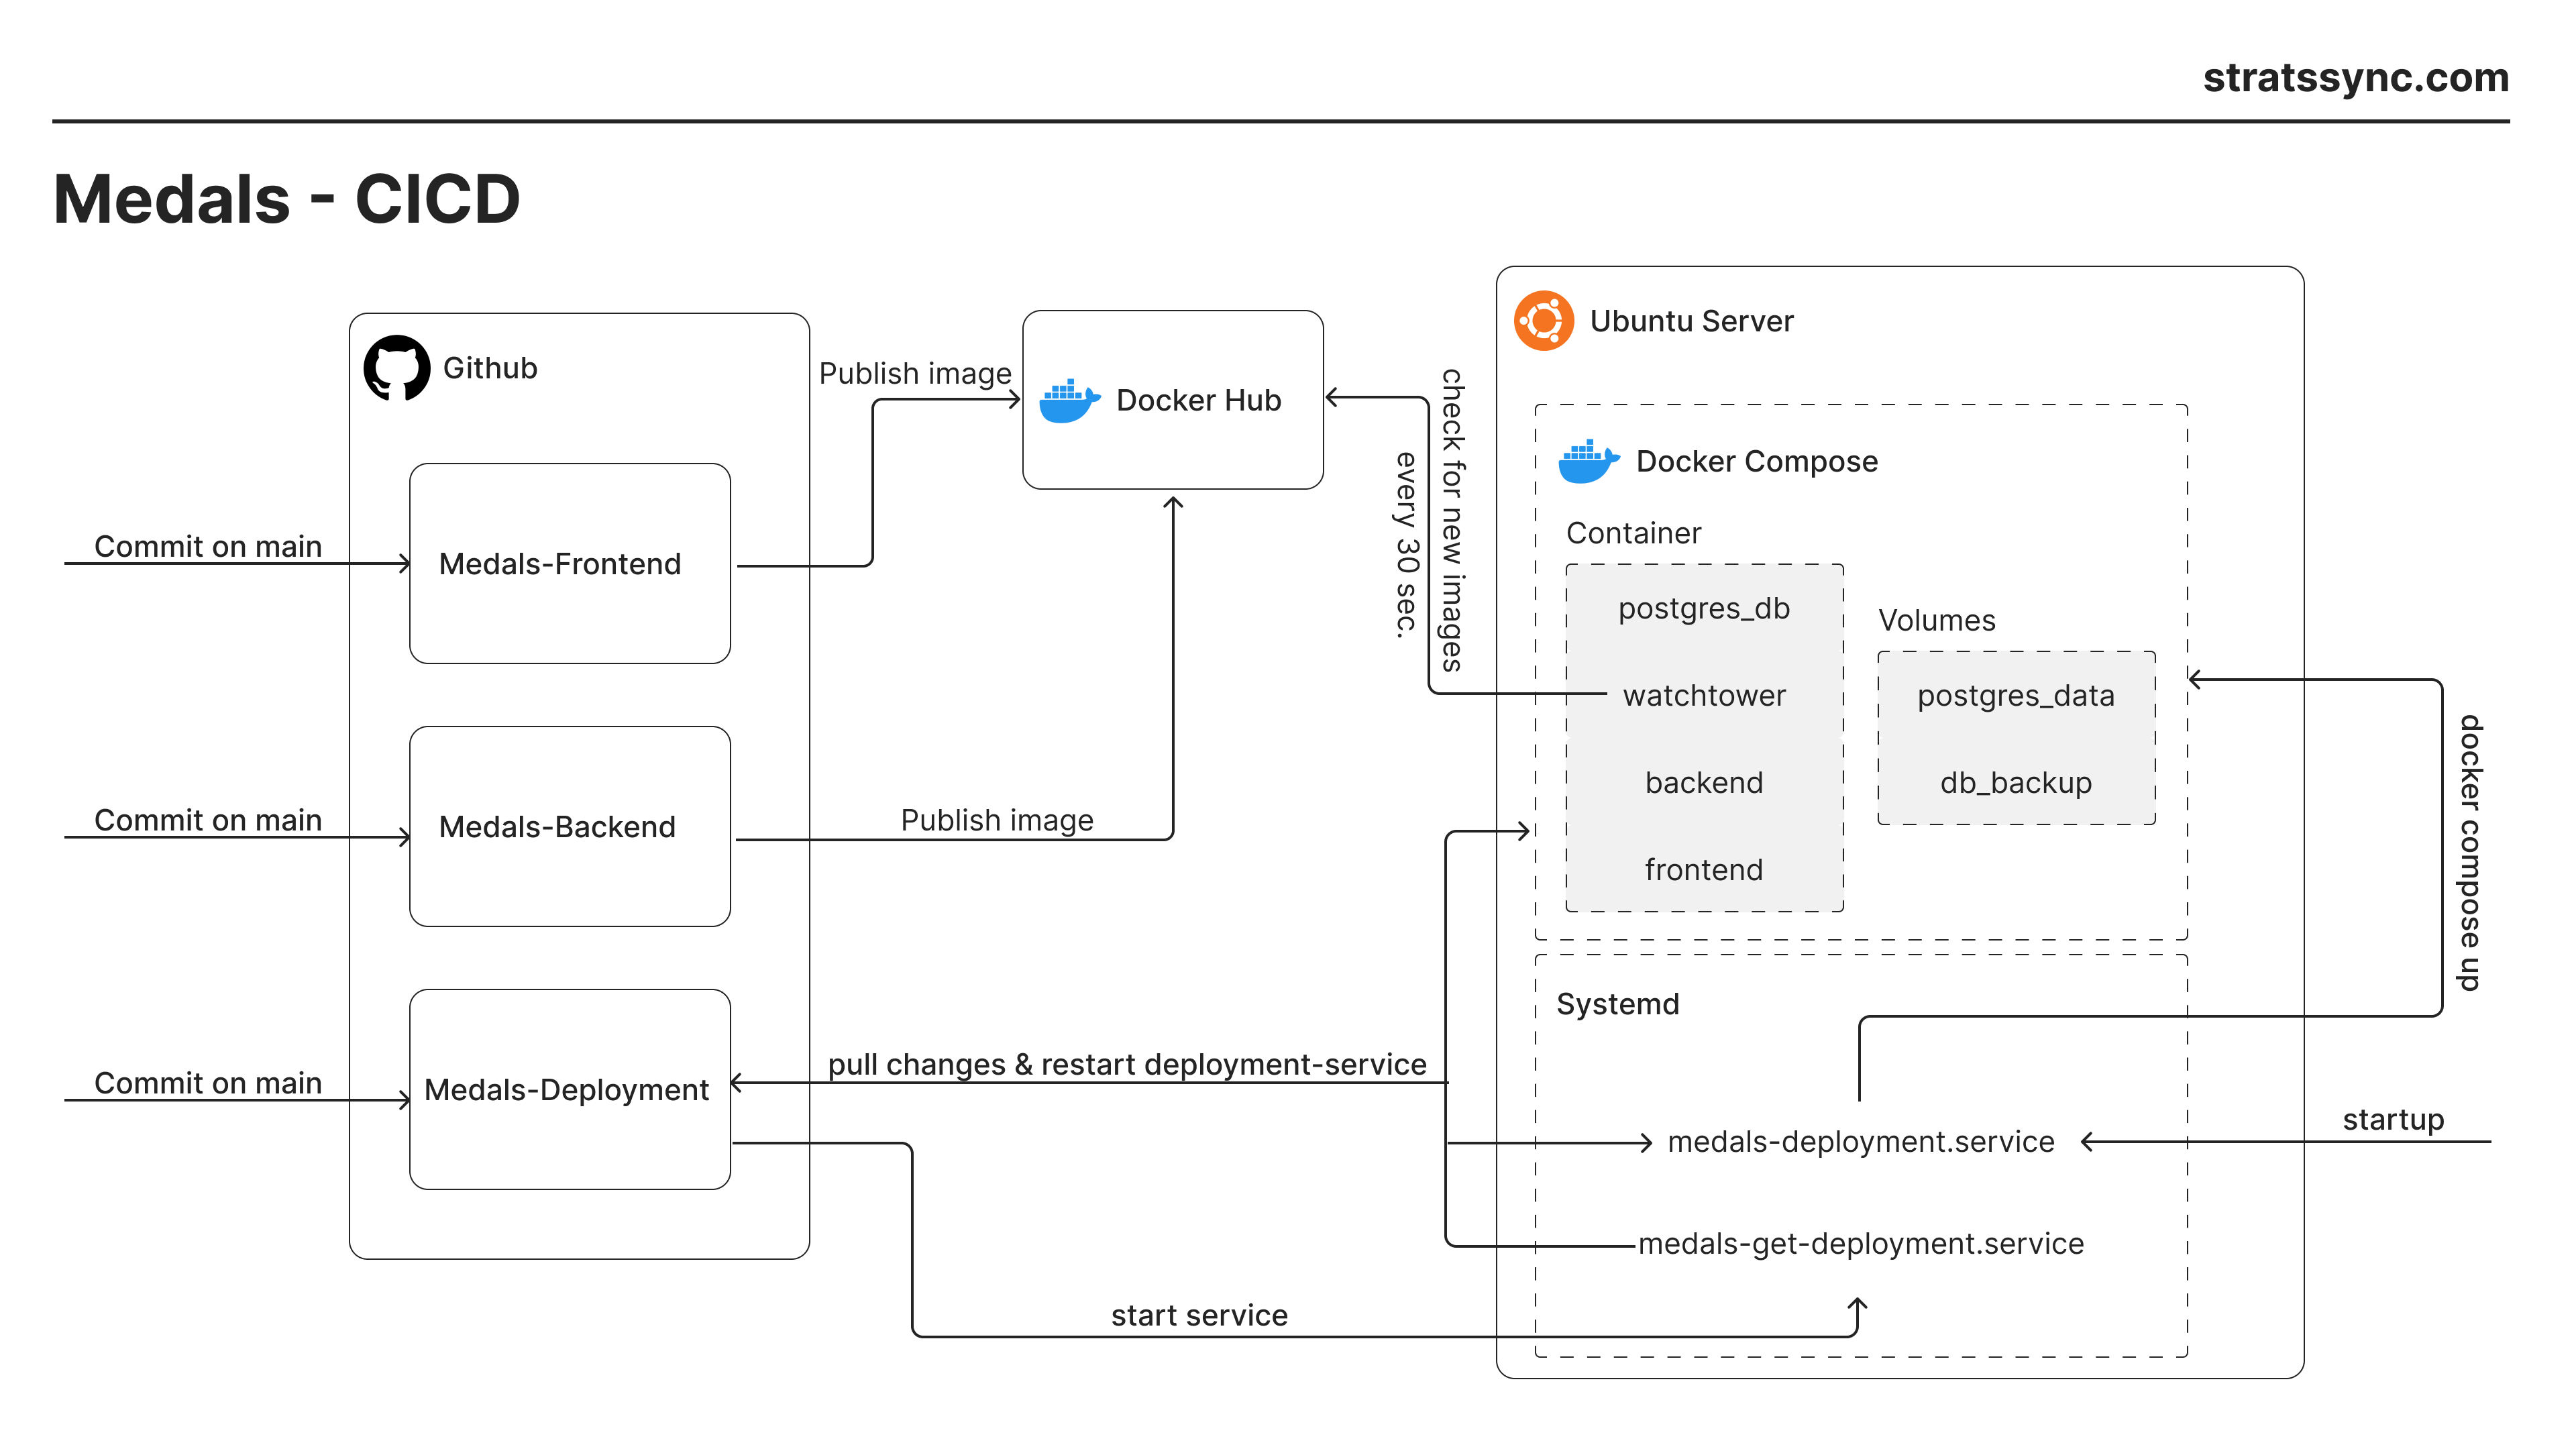 stratssync.com
Medals - CICD
Github
Medals-Frontend
Medals-Backend
Medals-Deployment
Commit on main
Commit on main
Commit on main
Publish image
Publish image
Docker Hub
check for new images
every 30 sec.
pull changes & restart deployment-service
start service
Ubuntu Server
Docker Compose
Container
postgres_db
watchtower
backend
frontend
Volumes
postgres_data
db_backup
docker compose up
Systemd
medals-deployment.service
startup
medals-get-deployment.service